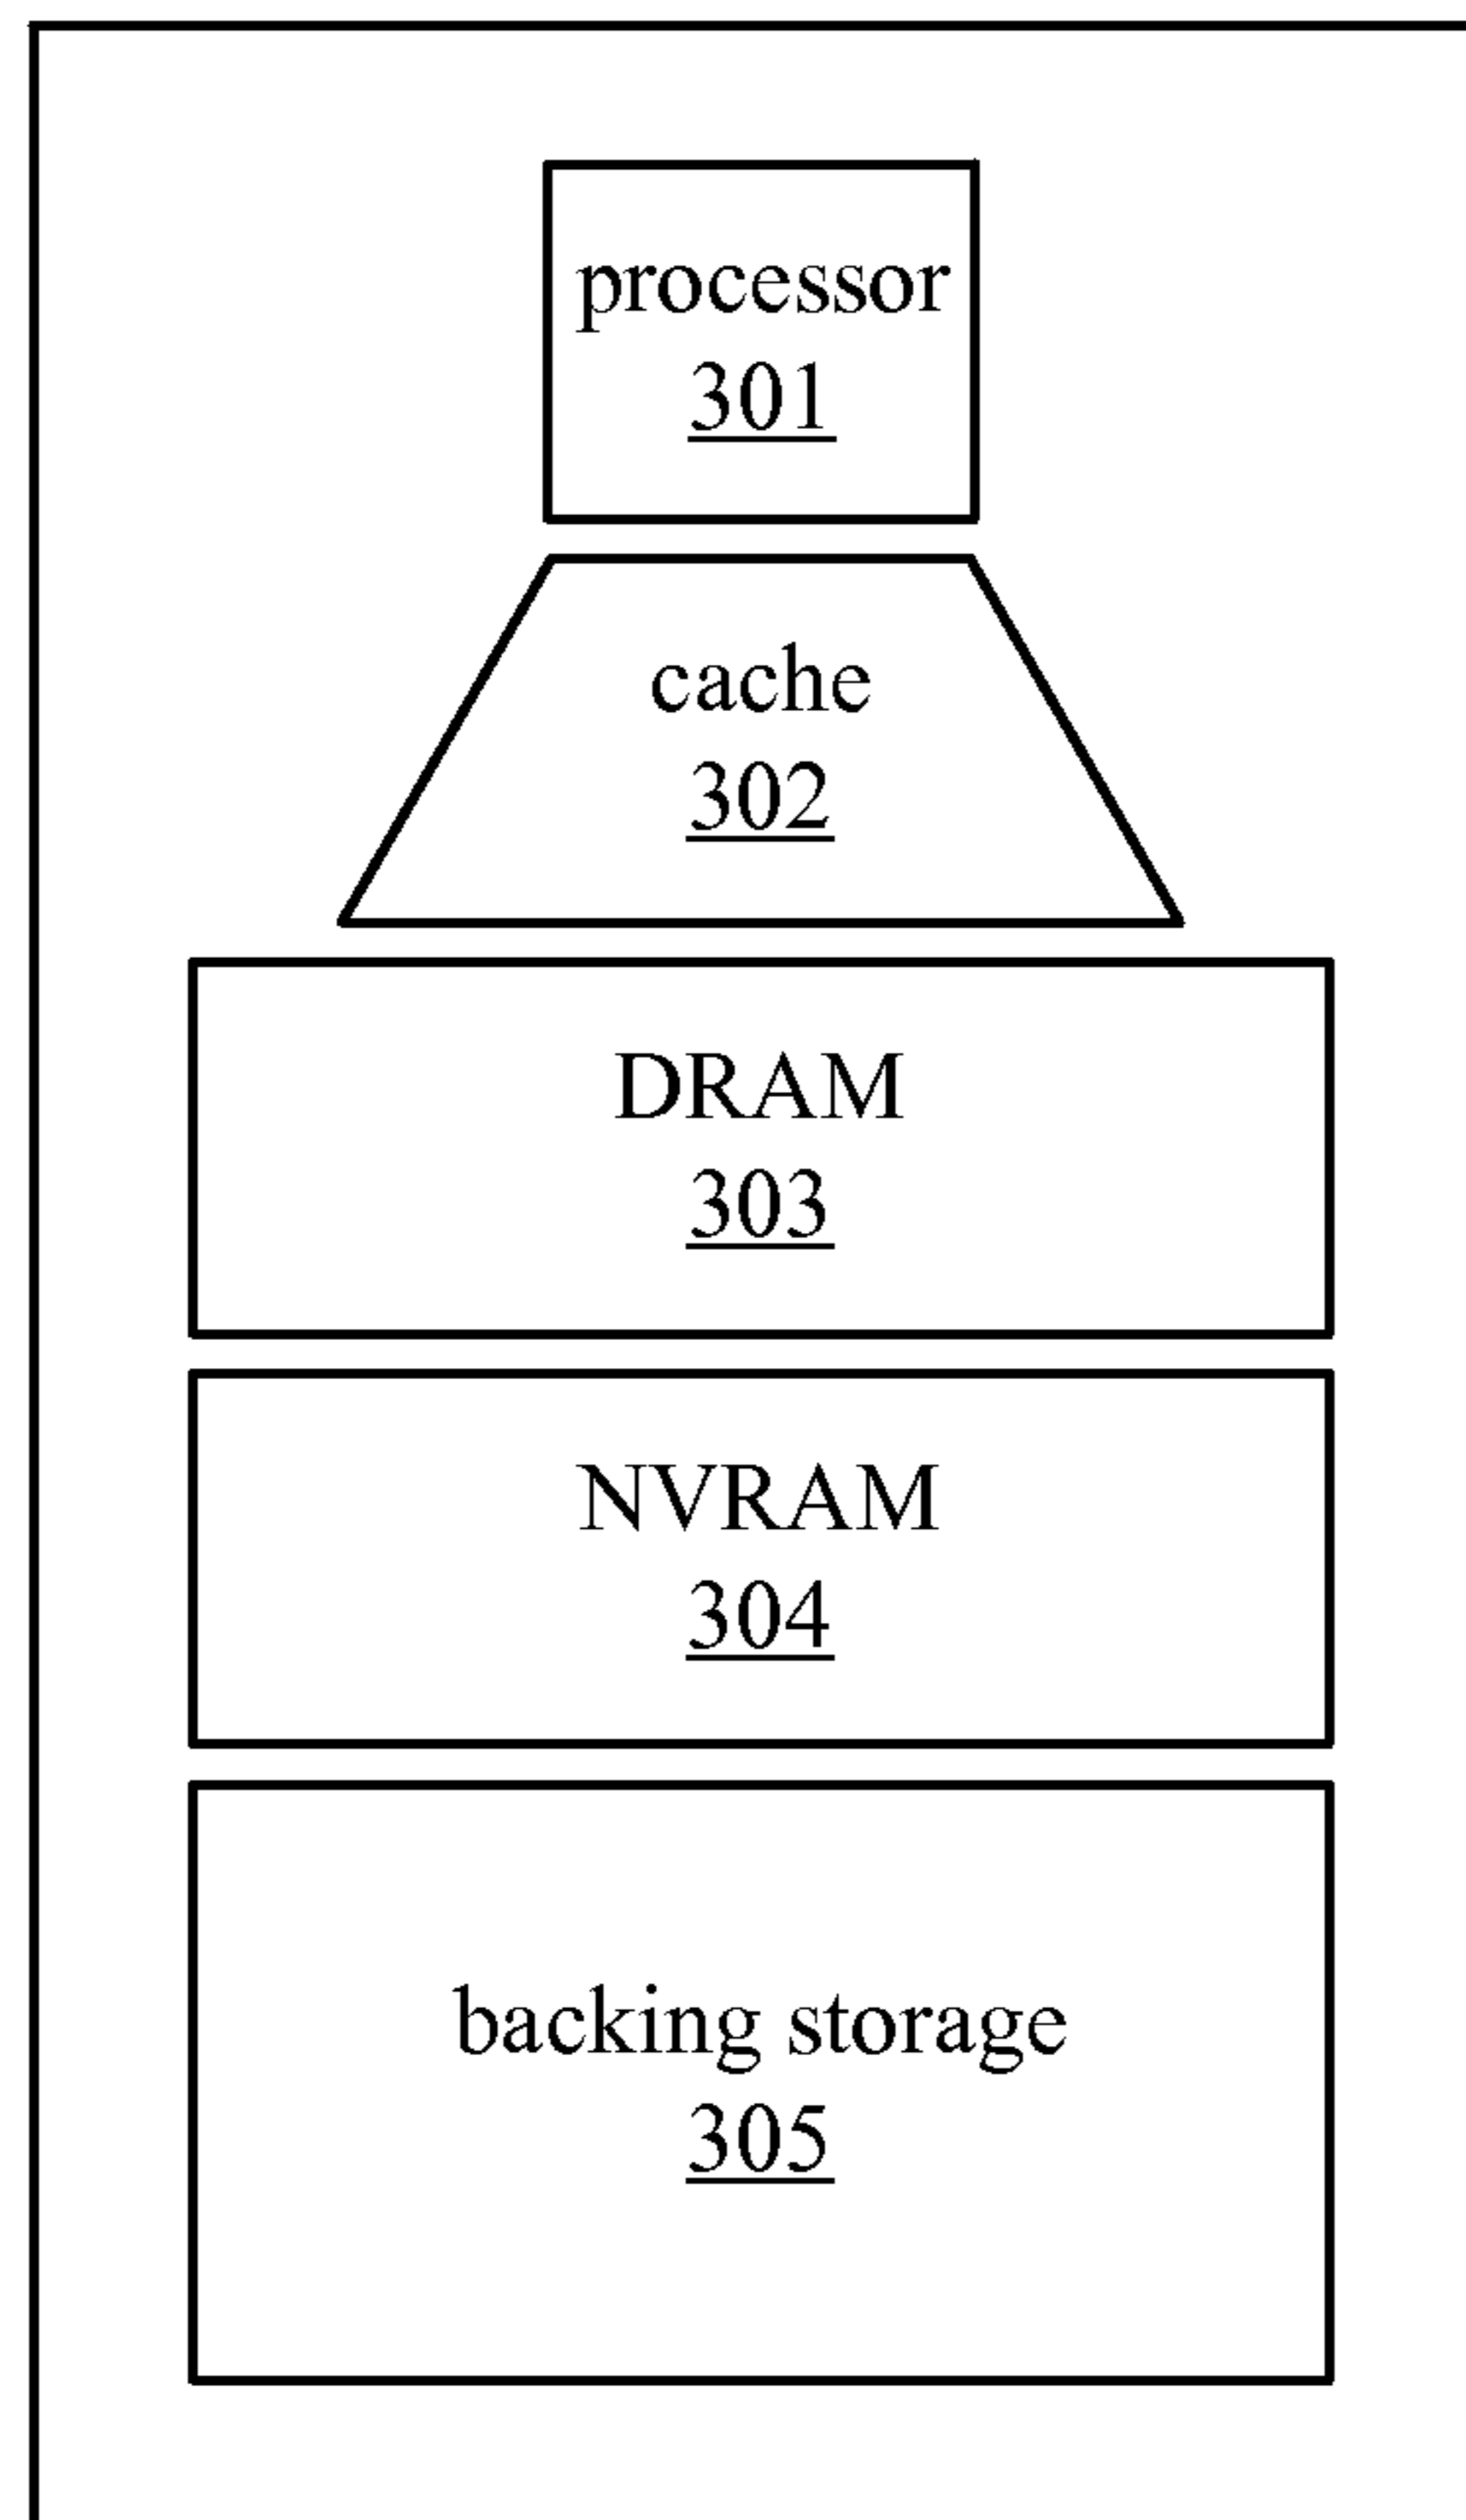 processor
301
cache
302
DRAM
303
NVRAM
304
backing storage
305